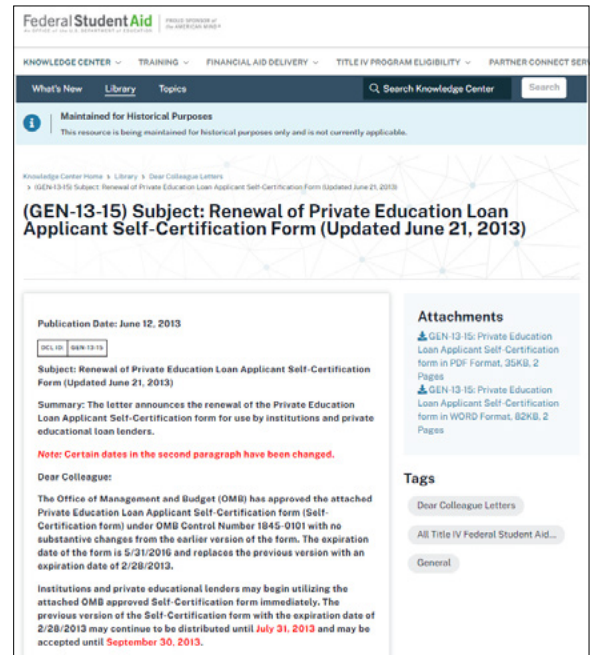 Federal Student Aid
An OFFICE of the U.S. DEPARTMENT of EDUCATION
PROUD SPONSOR of
the AMERICAN MIND®
KNOWLEDGE CENTER TRAINING FINANCIAL AID DELIVERY TITLE IV PROGRAM ELIGIBILITY PARTNER CONNECT SER
What's New Library Topics Search Knowledge Center Search
Maintained for Historical Purposes
This resource is being maintained for historical purposes only and is not currently applicable.
Knowledge Center Home > Library > Dear Colleague Letters
> (GEN-13-15) Subject: Renewal of Private Education Loan Applicant Self-Certification Form (Updated June 21, 2013)
(GEN-13-15) Subject: Renewal of Private Education Loan
Applicant Self-Certification Form (Updated June 21, 2013)
Publication Date: June 12, 2013
DCL ID: GEN-13-15
Subject: Renewal of Private Education Loan Applicant Self-Certification
Form (Updated June 21, 2013)
Summary: The letter announces the renewal of the Private Education
Loan Applicant Self-Certification form for use by institutions and private
educational loan lenders.
Note: Certain dates in the second paragraph have been changed.
Dear Colleague:
The Office of Management and Budget (OMB) has approved the attached
Private Education Loan Applicant Self-Certification form (Self-
Certification form) under OMB Control Number 1845-0101 with no
substantive changes from the earlier version of the form. The expiration
date of the form is 5/31/2016 and replaces the previous version with an
expiration date of 2/28/2013.
Institutions and private educational lenders may begin utilizing the
attached OMB approved Self-Certification form immediately. The
previous version of the Self-Certification form with the expiration date of
2/28/2013 may continue to be distributed until July 31, 2013 and may be
accepted until September 30, 2013.
Attachments
GEN-13-15: Private Education
Loan Applicant Self-Certification
form in PDF Format, 35KB, 2
Pages
GEN-13-15: Private Education
Loan Applicant Self-Certification
form in WORD Format, 82KB, 2
Pages
Tags
Dear Colleague Letters
All Title IV Federal Student Aid...
General